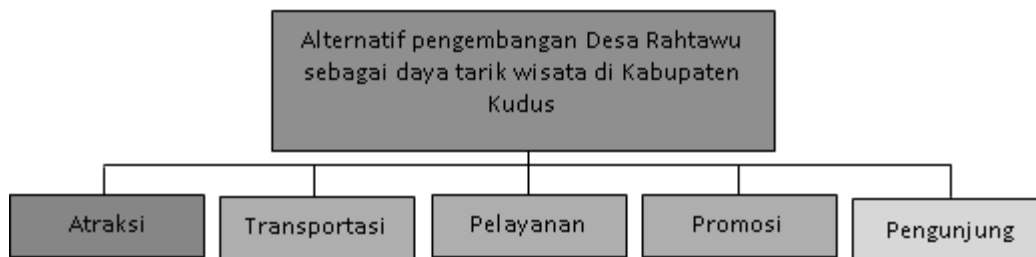 Alternatif pengembangan Desa Rahtawu
sebagai daya tarik wisata di Kabupaten
Kudus
Atraksi
Transportasi
Pelayanan
Promosi
Pengunjung